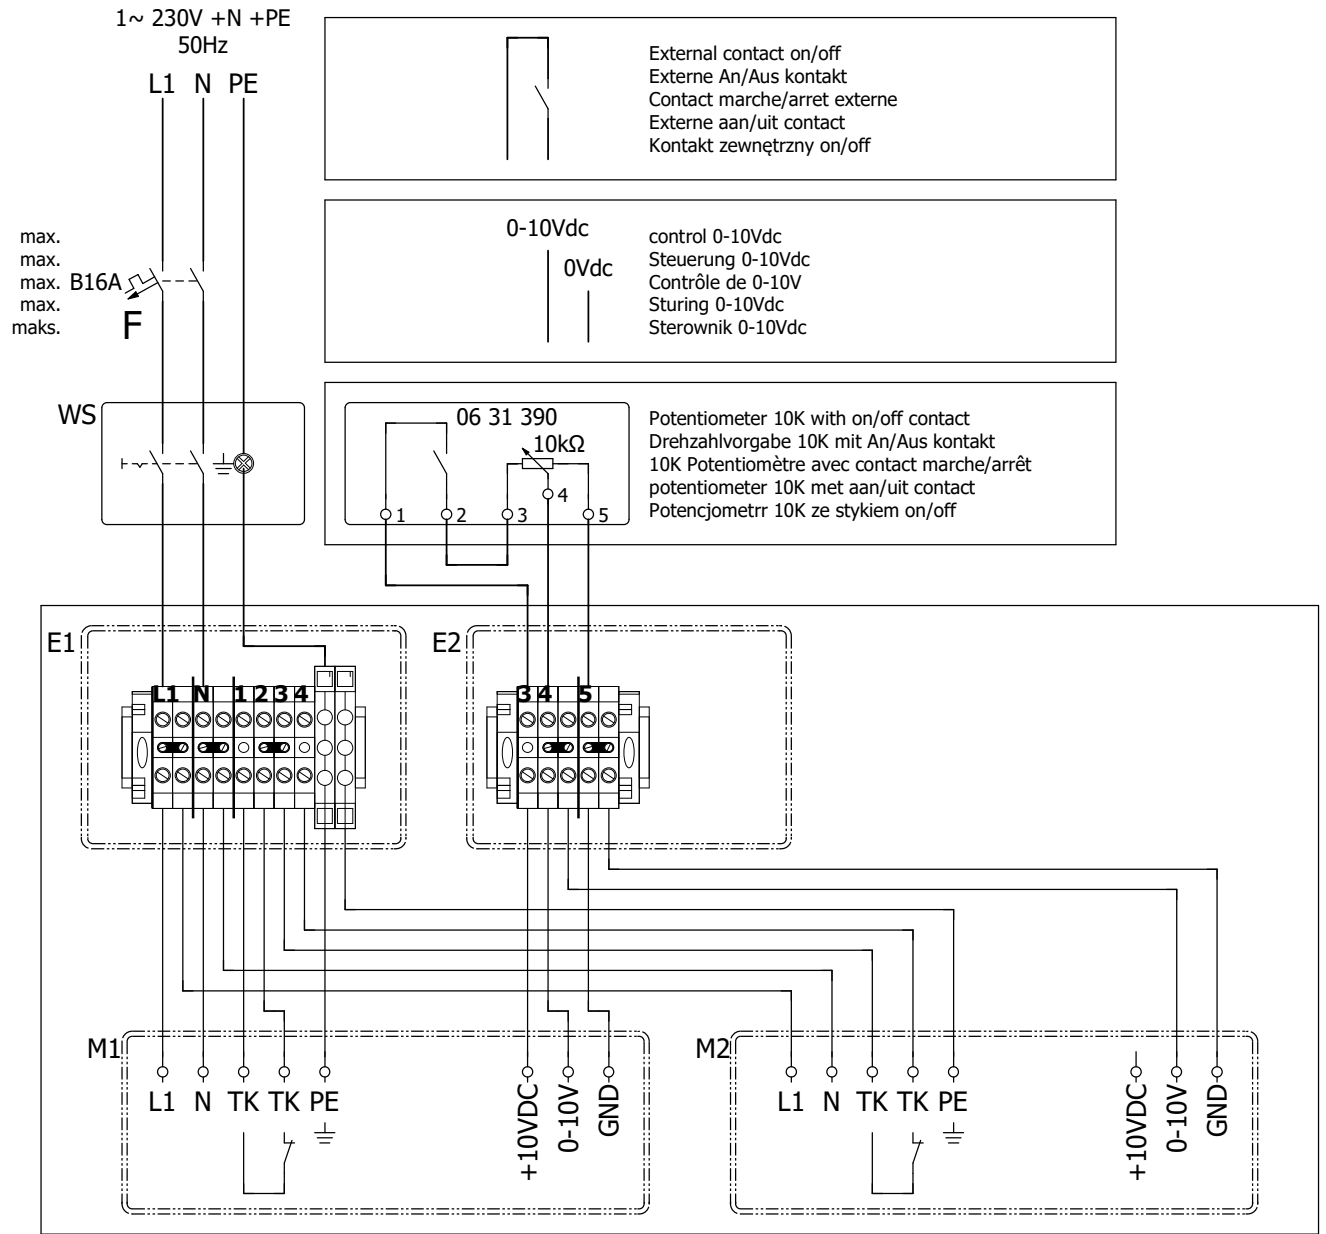 1~ 230V +N +PE
50Hz
L1 N PE
External contact on/off
Externe An/Aus kontakt
Contact marche/arret externe
Externe aan/uit contact
Kontakt zewnętrzny on/off
0-10Vdc
0Vdc
control 0-10Vdc
Steuerung 0-10Vdc
Contrôle de 0-10V
Sturing 0-10Vdc
Sterownik 0-10Vdc
max.
max.
max. B16A
max.
maks.
F
WS
06 31 390
10kΩ
1 2 3 4 5
Potentiometer 10K with on/off contact
Drehzahlvorgabe 10K mit An/Aus kontakt
10K Potentiomètre avec contact marche/arrêt
potentiometer 10K met aan/uit contact
Potencjometrr 10K ze stykiem on/off
E1
L1 N 1 2 3 4
E2
3 4 5
M1
L1 N TK TK PE
+10VDC
0-10V
GND
M2
L1 N TK TK PE
+10VDC
0-10V
GND